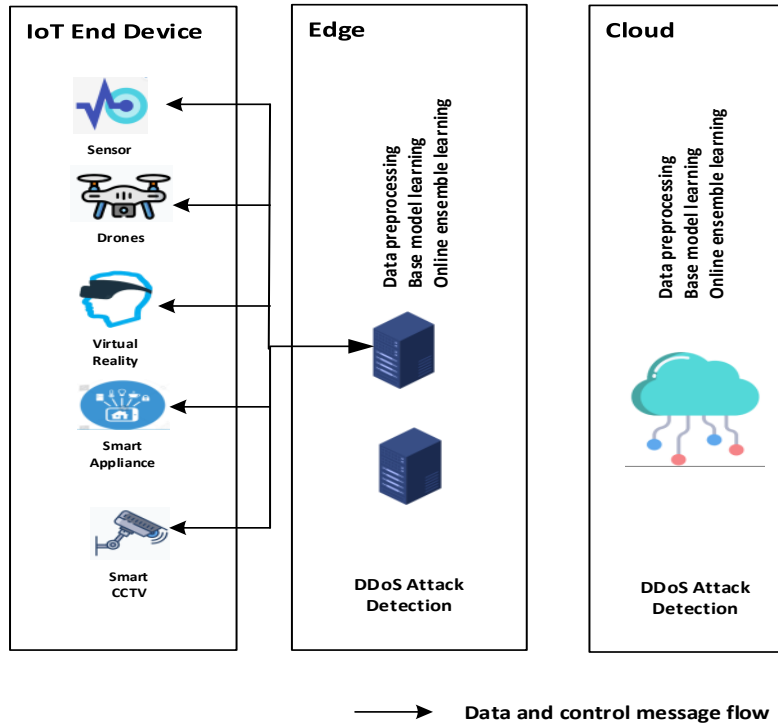 IoT End Device
Sensor
Drones
Virtual
Reality
Smart
Appliance
Smart
CCTV
Edge
Data preprocessing
Base model learning
Online ensemble learning
DDoS Attack
Detection
Cloud
Data preprocessing
Base model learning
Online ensemble learning
DDoS Attack
Detection
Data and control message flow